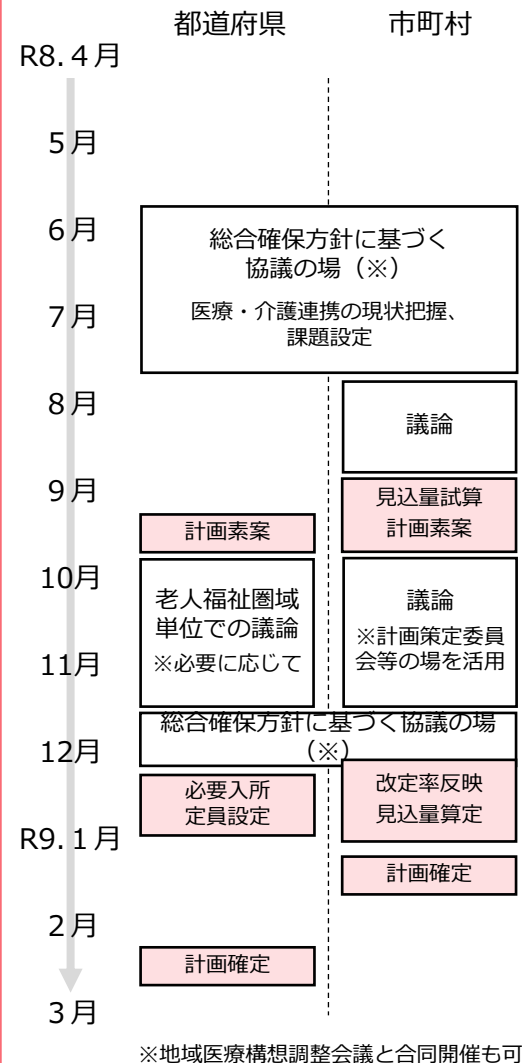 都道府県
市町村
R8.４月
５月
６月
総合確保方針に基づく
協議の場（※）
７月
医療・介護連携の現状把握、
課題設定
８月
議論
９月
見込量試算
計画素案
計画素案
10月
老人福祉圏域
単位での議論
※必要に応じて
議論
※計画策定委員
会等の場を活用
11月
総合確保方針に基づく協議の場
（※）
12月
必要入所
定員設定
改定率反映
見込量算定
R9.１月
計画確定
２月
計画確定
３月
※地域医療構想調整会議と合同開催も可